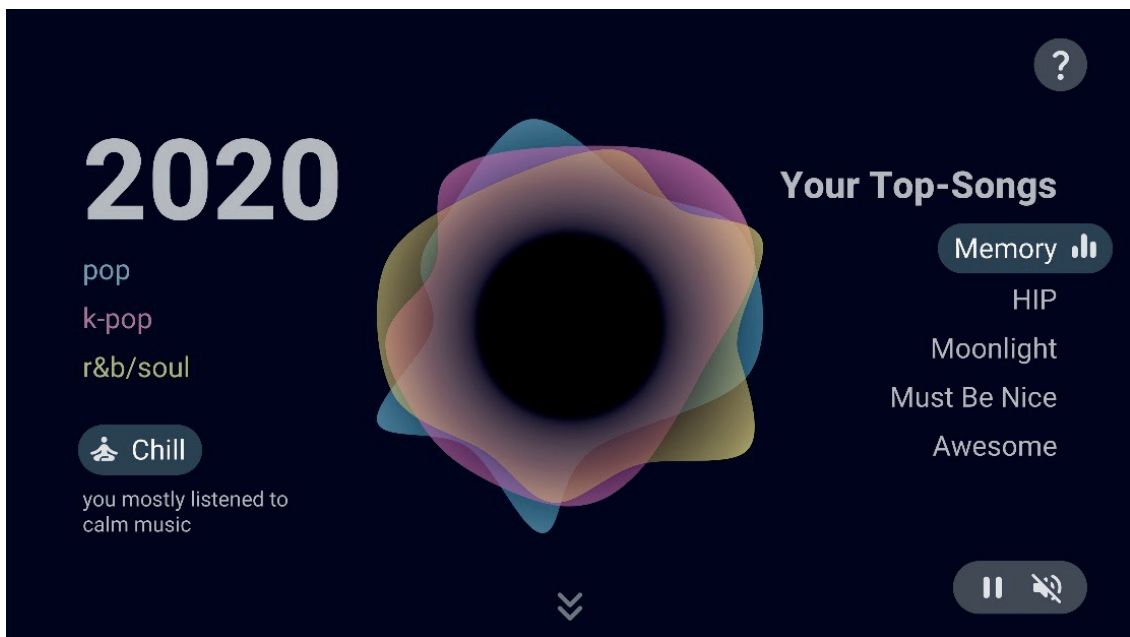 ?
2020
pop
k-pop
r&b/soul
Chill
you mostly listened to
calm music
Your Top-Songs
Memory
HIP
Moonlight
Must Be Nice
Awesome